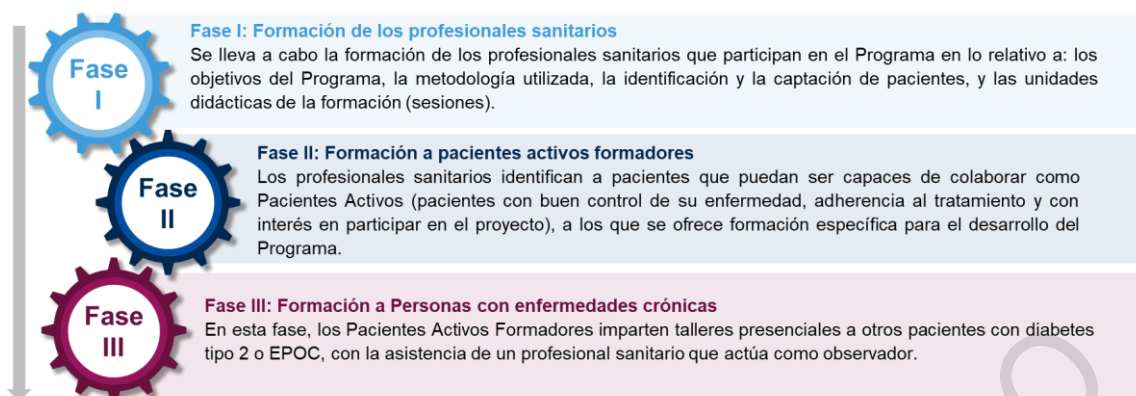 Fase
I
Fase I: Formación de los profesionales sanitarios
Se lleva a cabo la formación de los profesionales sanitarios que participan en el Programa en lo relativo a: los
objetivos del Programa, la metodología utilizada, la identificación y la captación de pacientes, y las unidades
didácticas de la formación (sesiones).
Fase
II
Fase II: Formación a pacientes activos formadores
Los profesionales sanitarios identifican a pacientes que puedan ser capaces de colaborar como
Pacientes Activos (pacientes con buen control de su enfermedad, adherencia al tratamiento y con
interés en participar en el proyecto), a los que se ofrece formación específica para el desarrollo del
Programa.
Fase
III
Fase III: Formación a Personas con enfermedades crónicas
En esta fase, los Pacientes Activos Formadores imparten talleres presenciales a otros pacientes con diabetes
tipo 2 o EPOC, con la asistencia de un profesional sanitario que actúa como observador.